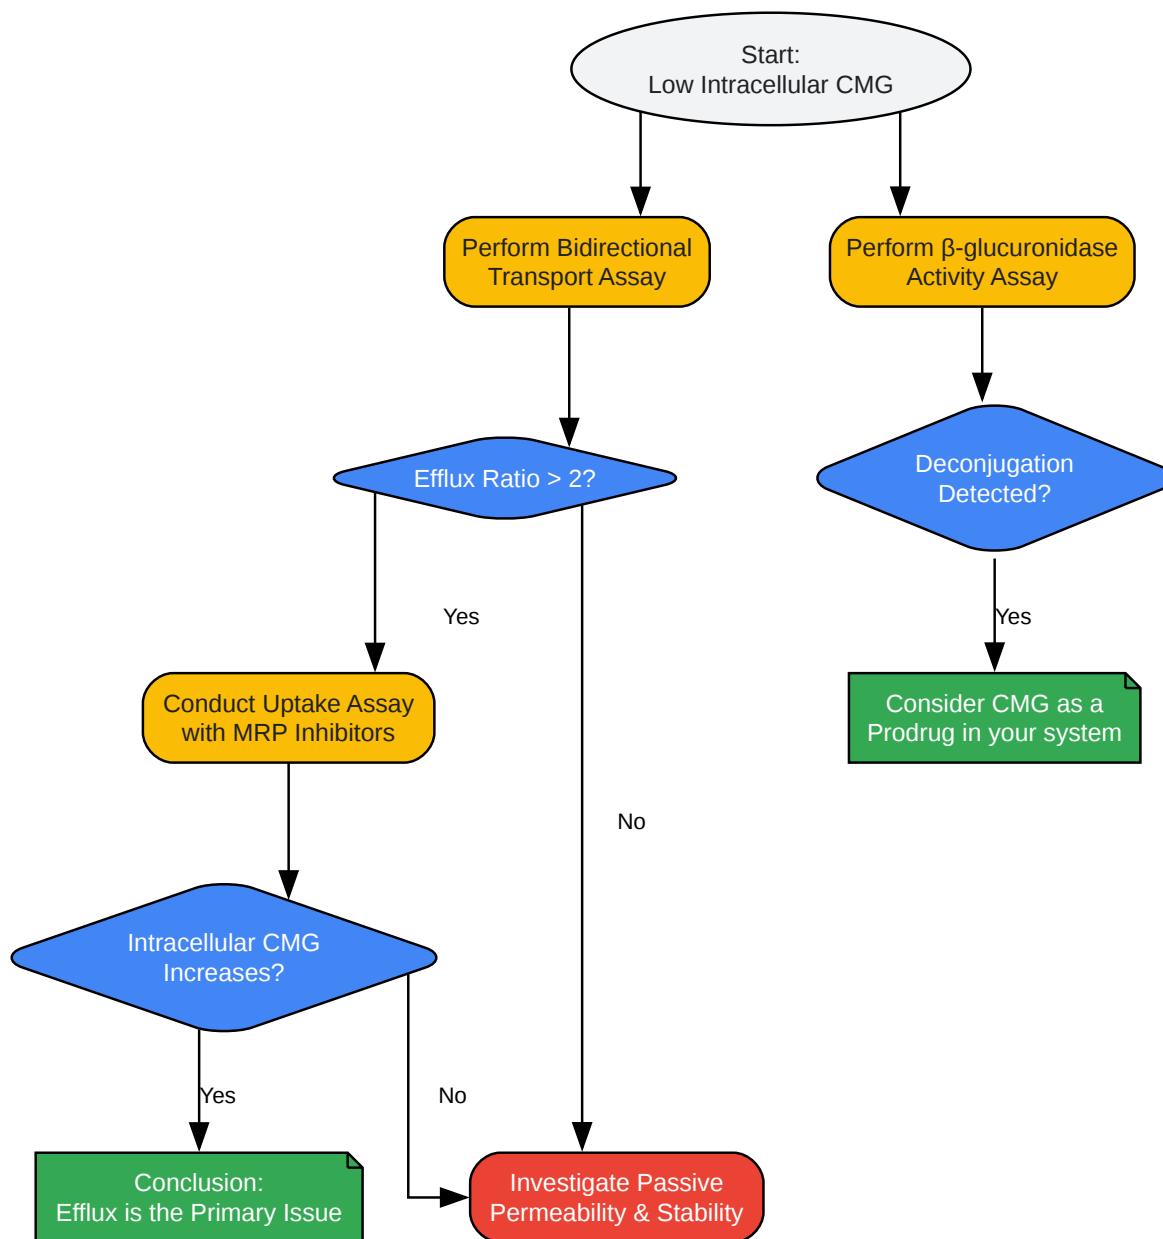 Start:
Low Intracellular CMG
Perform Bidirectional
Transport Assay
Perform β-glucuronidase
Activity Assay
Efflux Ratio > 2?
Deconjugation
Detected?
Yes
Yes
Conduct Uptake Assay
with MRP Inhibitors
Consider CMG as a
Prodrug in your system
No
Intracellular CMG
Increases?
Yes
No
Conclusion:
Efflux is the Primary Issue
Investigate Passive
Permeability & Stability